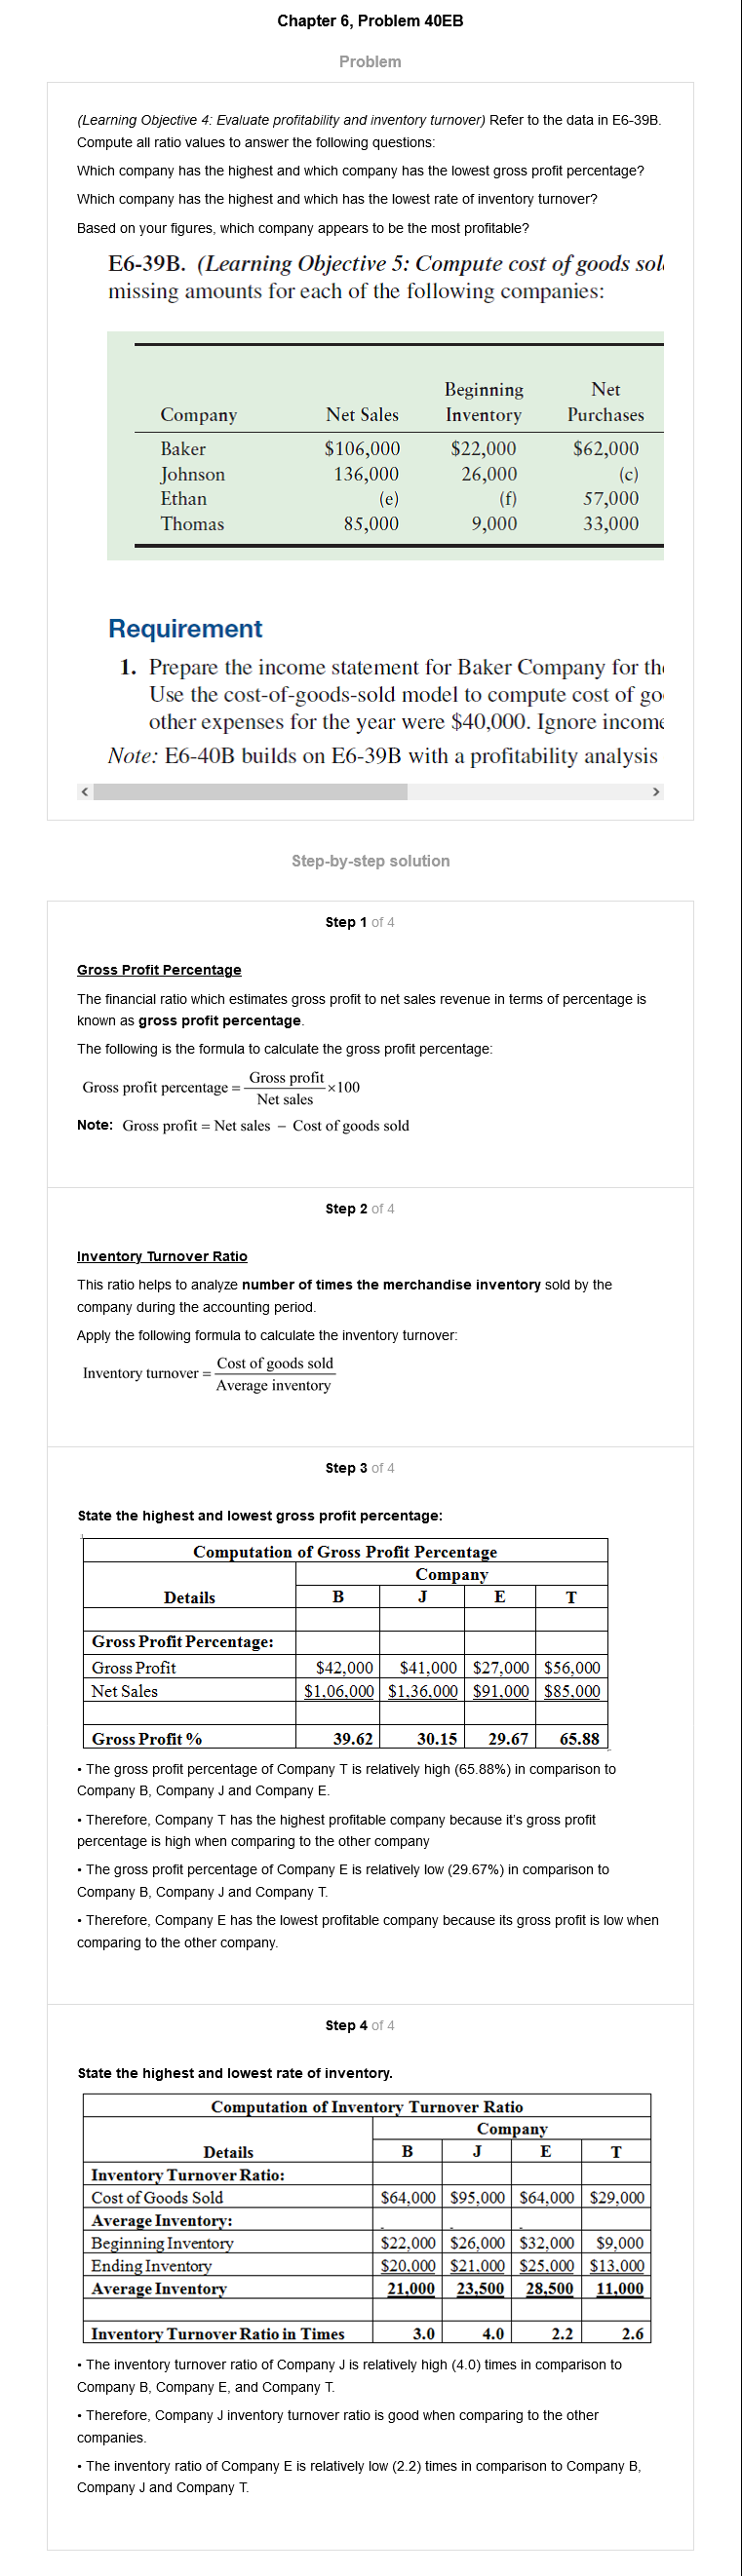 Chapter 6, Problem 40EB
Problem
(Learning Objective 4: Evaluate profitability and inventory turnover) Refer to the data in E6-39B.
Compute all ratio values to answer the following questions:
Which company has the highest and which company has the lowest gross profit percentage?
Which company has the highest and which has the lowest rate of inventory turnover?
Based on your figures, which company appears to be the most profitable?
E6-39B. (Learning Objective 5: Compute cost of goods sol
missing amounts for each of the following companies:
Beginning Net
Company Net Sales Inventory Purchases
Baker $106,000 $22,000 $62,000
Johnson 136,000 26,000 (c)
Ethan (e) (f) 57,000
Thomas 85,000 9,000 33,000
Requirement
1. Prepare the income statement for Baker Company for th
Use the cost-of-goods-sold model to compute cost of go
other expenses for the year were $40,000. Ignore income
Note: E6-40B builds on E6-39B with a profitability analysis
Step-by-step solution
Step 1 of 4
Gross Profit Percentage
The financial ratio which estimates gross profit to net sales revenue in terms of percentage is
known as gross profit percentage.
The following is the formula to calculate the gross profit percentage:
Gross profit percentage = Gross profit / Net sales ×100
Note: Gross profit = Net sales − Cost of goods sold
Step 2 of 4
Inventory Turnover Ratio
This ratio helps to analyze number of times the merchandise inventory sold by the
company during the accounting period.
Apply the following formula to calculate the inventory turnover:
Inventory turnover = Cost of goods sold / Average inventory
Step 3 of 4
State the highest and lowest gross profit percentage:
Computation of Gross Profit Percentage
Company
Details B J E T
Gross Profit Percentage:
Gross Profit $42,000 $41,000 $27,000 $56,000
Net Sales $1,06,000 $1,36,000 $91,000 $85,000
Gross Profit % 39.62 30.15 29.67 65.88
• The gross profit percentage of Company T is relatively high (65.88%) in comparison to
Company B, Company J and Company E.
• Therefore, Company T has the highest profitable company because it's gross profit
percentage is high when comparing to the other company
• The gross profit percentage of Company E is relatively low (29.67%) in comparison to
Company B, Company J and Company T.
• Therefore, Company E has the lowest profitable company because its gross profit is low when
comparing to the other company.
Step 4 of 4
State the highest and lowest rate of inventory.
Computation of Inventory Turnover Ratio
Company
Details B J E T
Inventory Turnover Ratio:
Cost of Goods Sold $64,000 $95,000 $64,000 $29,000
Average Inventory:
Beginning Inventory $22,000 $26,000 $32,000 $9,000
Ending Inventory $20,000 $21,000 $25,000 $13,000
Average Inventory 21,000 23,500 28,500 11,000
Inventory Turnover Ratio in Times 3.0 4.0 2.2 2.6
• The inventory turnover ratio of Company J is relatively high (4.0) times in comparison to
Company B, Company E, and Company T.
• Therefore, Company J inventory turnover ratio is good when comparing to the other
companies.
• The inventory ratio of Company E is relatively low (2.2) times in comparison to Company B,
Company J and Company T.